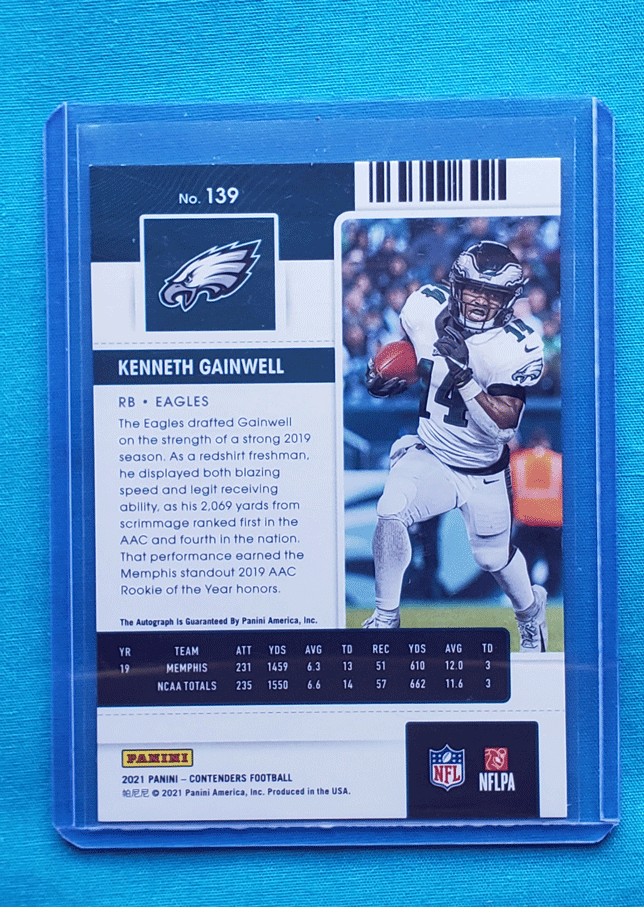 No. 139
KENNETH GAINWELL
RB • EAGLES
The Eagles drafted Gainwell
on the strength of a strong 2019
season. As a redshirt freshman,
he displayed both blazing
speed and legit receiving
ability, as his 2,069 yards from
scrimmage ranked first in the
AAC and fourth in the nation.
That performance earned the
Memphis standout 2019 AAC
Rookie of the Year honors.
The Autograph is Guaranteed By Panini America, Inc.
14
14
14
YR TEAM ATT YDS AVG TD REC YDS AVG TD
19 MEMPHIS 231 1459 6.3 13 51 610 12.0 3
NCAA TOTALS 235 1550 6.6 14 57 662 11.6 3
PANINI
2021 PANINI – CONTENDERS FOOTBALL
帕尼尼 © 2021 Panini America, Inc. Produced in the USA.
NFL
NFLPA